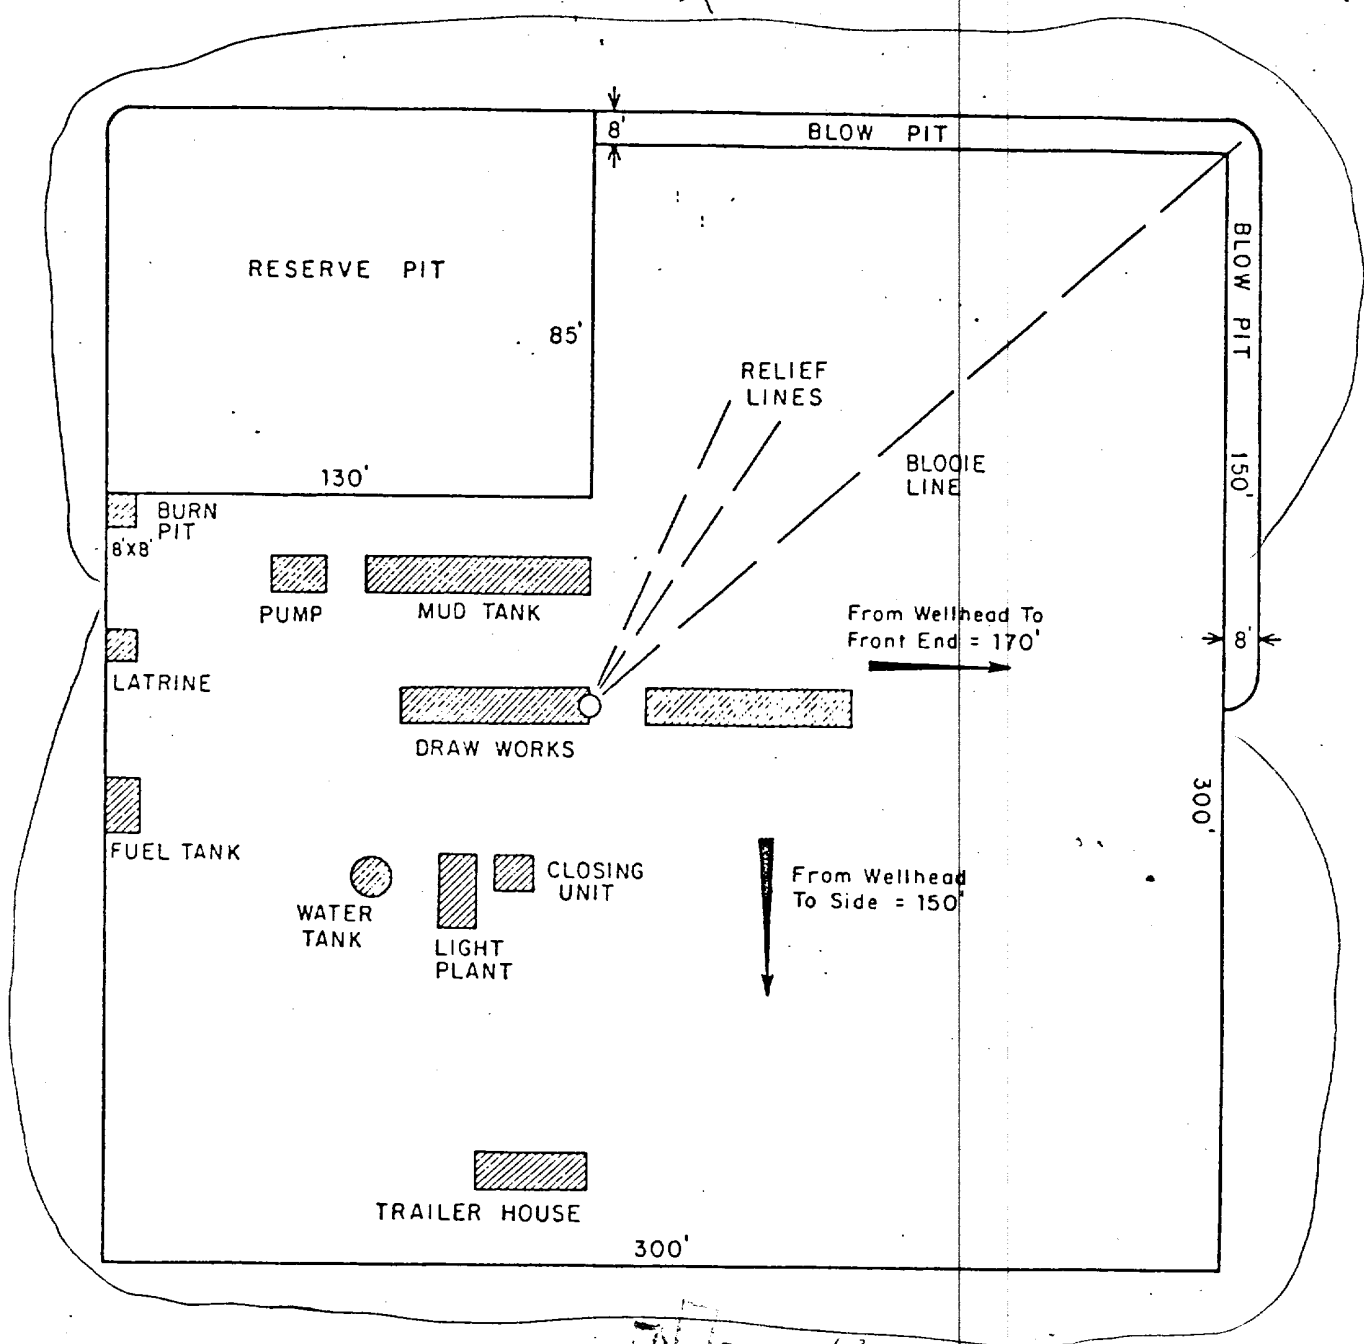 8'
BLOW PIT
BLOW PIT
RESERVE PIT
85'
RELIEF
LINES
130'
BLOOIE
LINE
150'
BURN
PIT
8'X8'
PUMP
MUD TANK
From Wellhead To
Front End = 170'
8'
LATRINE
DRAW WORKS
300'
FUEL TANK
CLOSING
UNIT
From Wellhead
To Side = 150'
WATER
TANK
LIGHT
PLANT
TRAILER HOUSE
300'